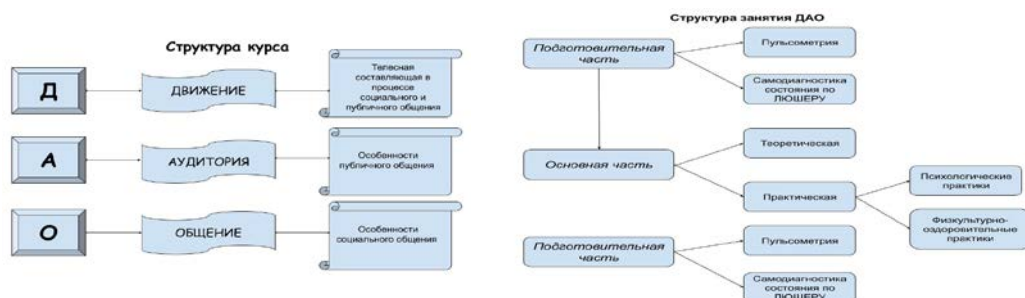 Структура курса
Д
ДВИЖЕНИЕ
Телесная
составляющая в
процессе
социального и
публичного общения
А
АУДИТОРИЯ
Особенности
публичного общения
О
ОБЩЕНИЕ
Особенности
социального общения
Структура занятия ДАО
Подготовительная
часть
Пульсометрия
Самодиагностика
состояния по
ЛЮШЕРУ
Основная часть
Теоретическая
Практическая
Психологические
практики
Физкультурно-
оздоровительные
практики
Подготовительная
часть
Пульсометрия
Самодиагностика
состояния по
ЛЮШЕРУ